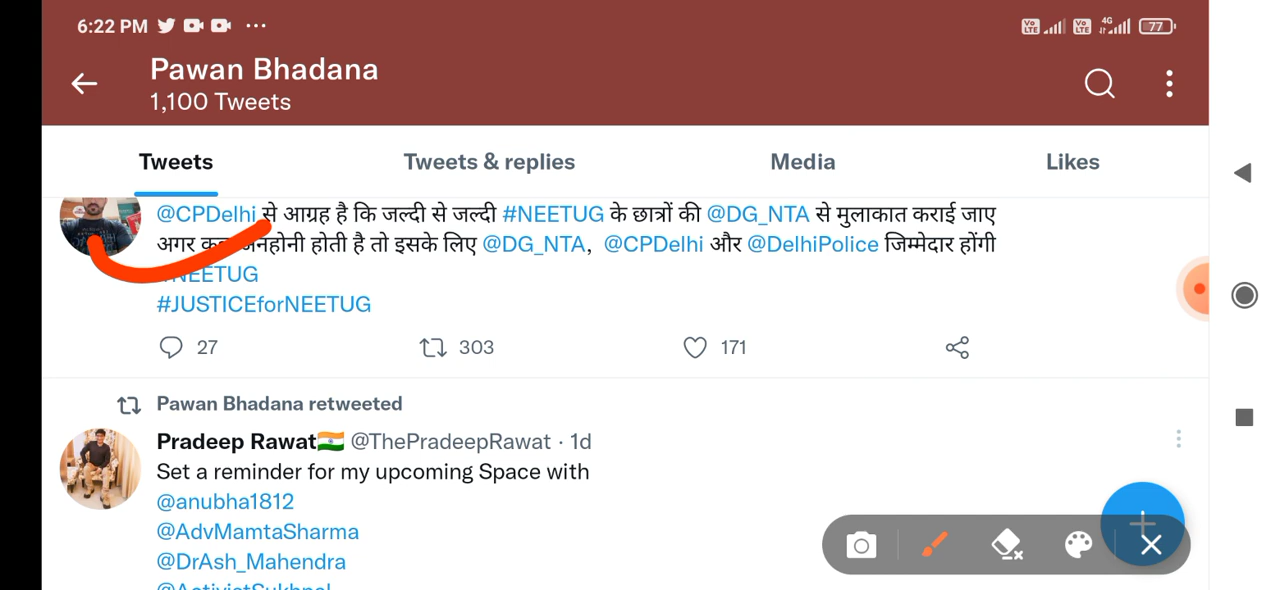 6:22 PM
77
4G
Pawan Bhadana
1,100 Tweets
Tweets
Tweets & replies
Media
Likes
@CPDelhi से आग्रह है कि जल्दी से जल्दी #NEETUG के छात्रों की @DG_NTA से मुलाकात कराई जाए
अगर होती है तो इसके लिए @DG_NTA, @CPDelhi और @DelhiPolice जिम्मेदार होंगी
#NEETUG
#JUSTICEforNEETUG
27
303
171
Pawan Bhadana retweeted
Pradeep Rawat🇮🇳 @ThePradeepRawat · 1d
Set a reminder for my upcoming Space with
@anubha1812
@AdvMamtaSharma
@DrAsh_Mahendra